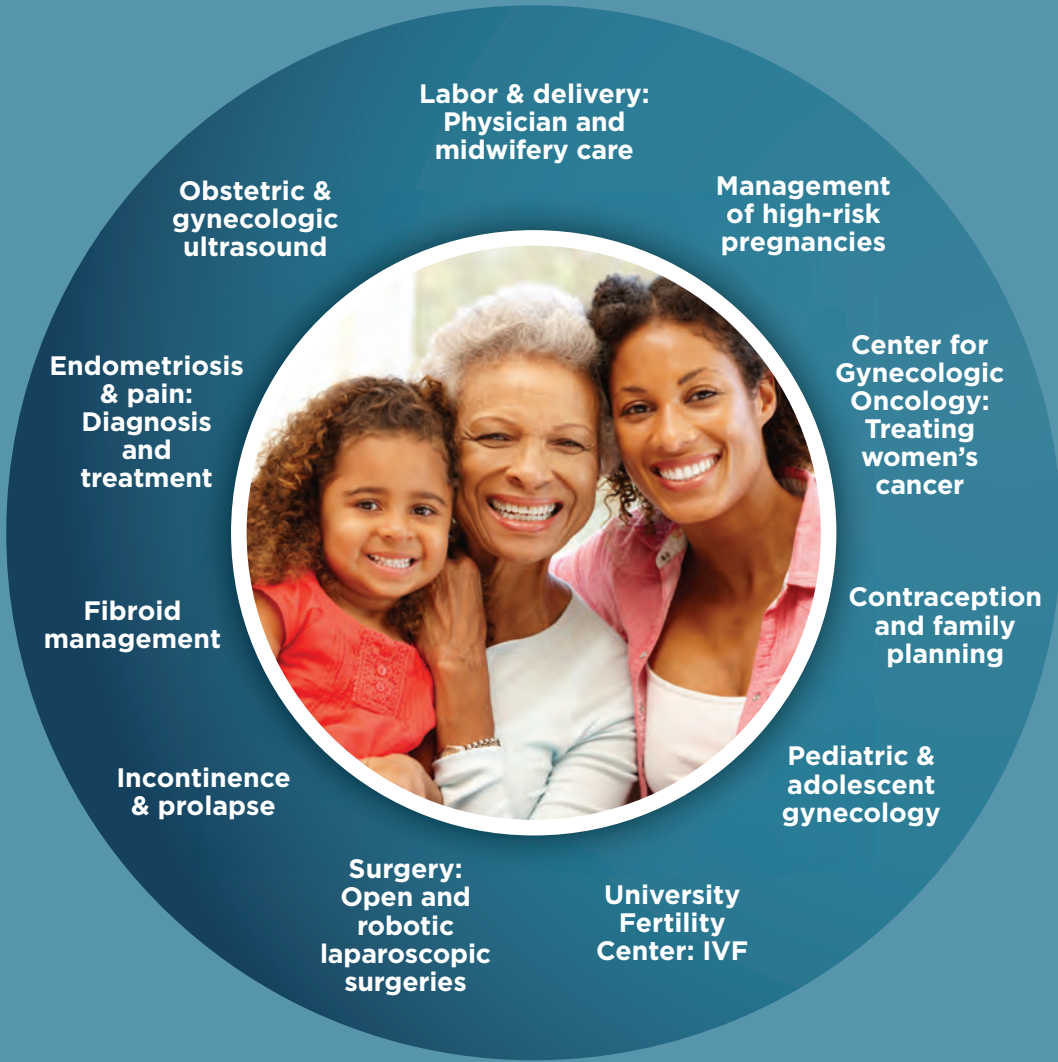 Labor & delivery:
Physician and
midwifery care
Management
of high-risk
pregnancies
Center for
Gynecologic
Oncology:
Treating
women’s
cancer
Contraception
and family
planning
Pediatric &
adolescent
gynecology
University
Fertility
Center: IVF
Surgery:
Open and
robotic
laparoscopic
surgeries
Incontinence
& prolapse
Fibroid
management
Endometriosis
& pain:
Diagnosis
and
treatment
Obstetric &
gynecologic
ultrasound